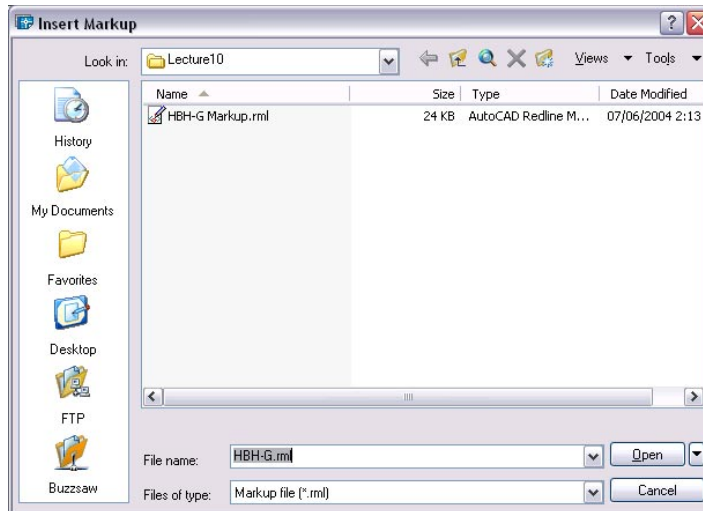 Insert Markup
Look in: Lecture10 Views Tools
Name Size Type Date Modified
HBH-G Markup.rml 24 KB AutoCAD Redline M... 07/06/2004 2:13
History
My Documents
Favorites
Desktop
FTP
Buzzsaw
File name: HBH-G.rml Open
Files of type: Markup file (*.rml) Cancel